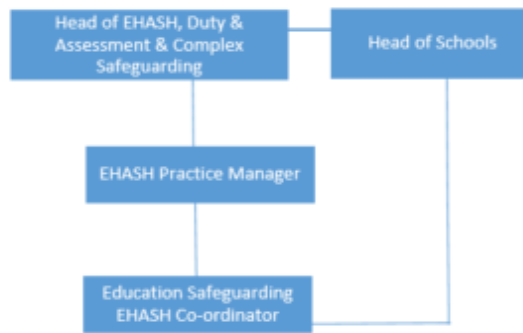 Head of EHASH, Duty &
Assessment & Complex
Safeguarding
Head of Schools
EHASH Practice Manager
Education Safeguarding
EHASH Co-ordinator